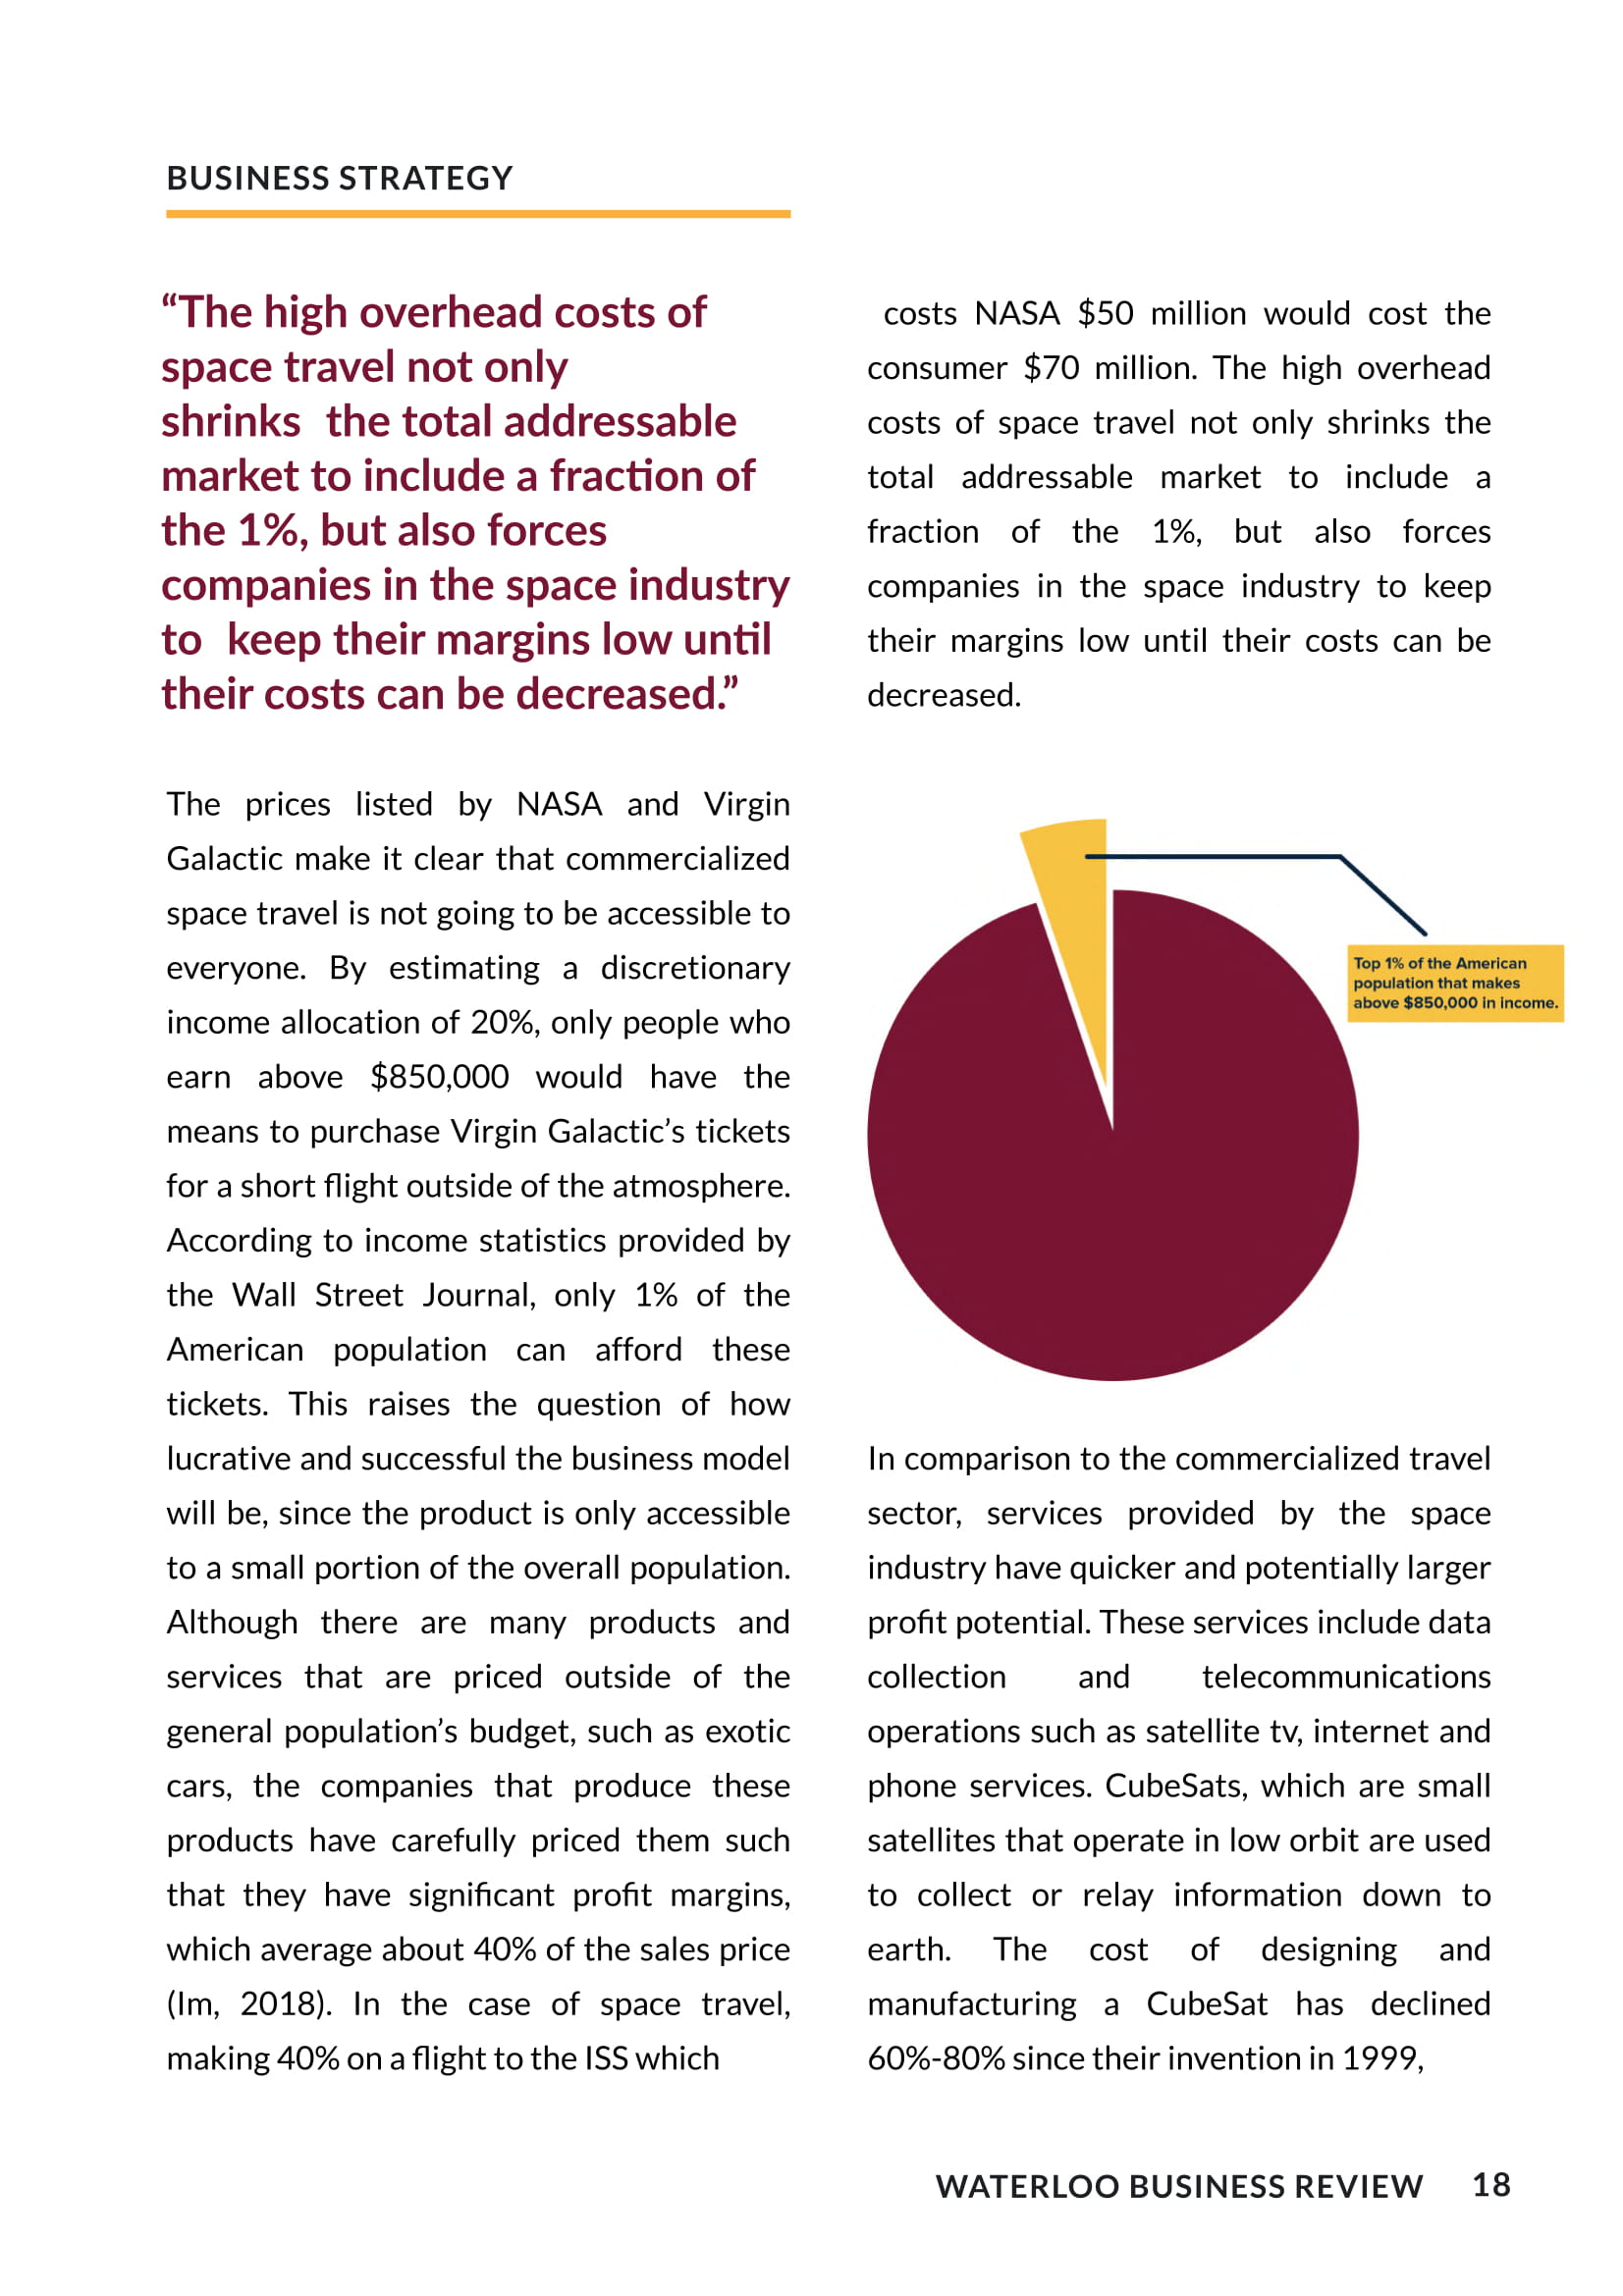 BUSINESS STRATEGY
“The high overhead costs of
space travel not only
shrinks the total addressable
market to include a fraction of
the 1%, but also forces
companies in the space industry
to keep their margins low until
their costs can be decreased.”
The prices listed by NASA and Virgin
Galactic make it clear that commercialized
space travel is not going to be accessible to
everyone. By estimating a discretionary
income allocation of 20%, only people who
earn above $850,000 would have the
means to purchase Virgin Galactic’s tickets
for a short flight outside of the atmosphere.
According to income statistics provided by
the Wall Street Journal, only 1% of the
American population can afford these
tickets. This raises the question of how
lucrative and successful the business model
will be, since the product is only accessible
to a small portion of the overall population.
Although there are many products and
services that are priced outside of the
general population’s budget, such as exotic
cars, the companies that produce these
products have carefully priced them such
that they have significant profit margins,
which average about 40% of the sales price
(Im, 2018). In the case of space travel,
making 40% on a flight to the ISS which
costs NASA $50 million would cost the
consumer $70 million. The high overhead
costs of space travel not only shrinks the
total addressable market to include a
fraction of the 1%, but also forces
companies in the space industry to keep
their margins low until their costs can be
decreased.
Top 1% of the American
population that makes
above $850,000 in income.
In comparison to the commercialized travel
sector, services provided by the space
industry have quicker and potentially larger
profit potential. These services include data
collection and telecommunications
operations such as satellite tv, internet and
phone services. CubeSats, which are small
satellites that operate in low orbit are used
to collect or relay information down to
earth. The cost of designing and
manufacturing a CubeSat has declined
60%-80% since their invention in 1999,
WATERLOO BUSINESS REVIEW 18